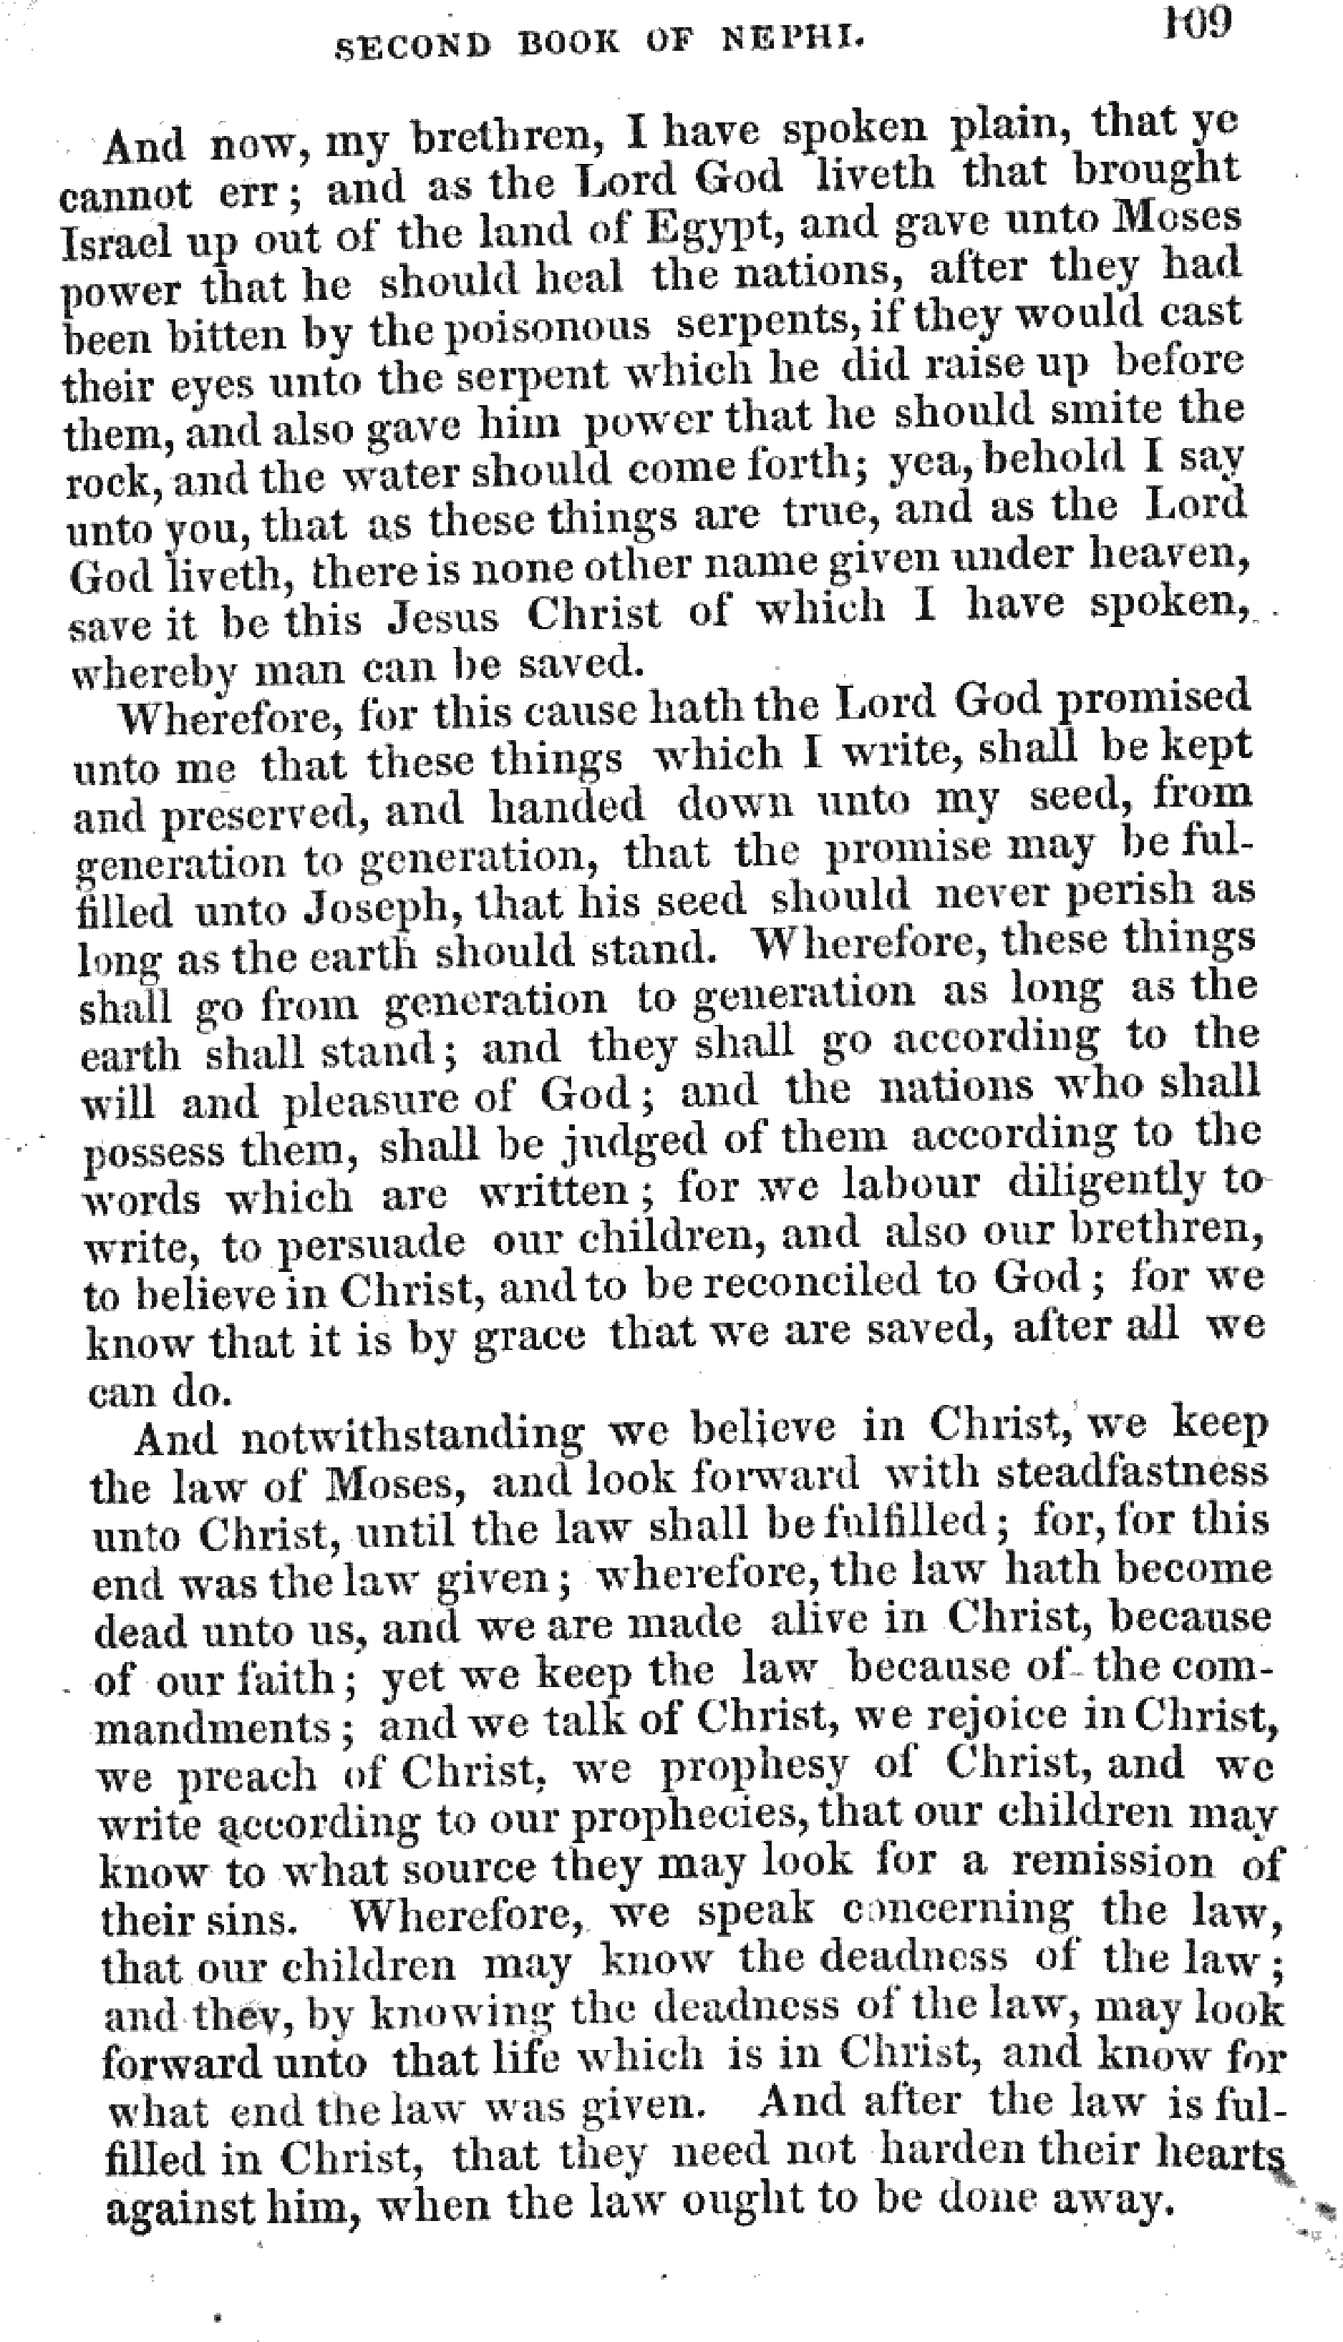 SECOND BOOK OF NEPHI. 109
And now, my brethren, I have spoken plain, that ye
cannot err; and as the Lord God liveth that brought
Israel up out of the land of Egypt, and gave unto Moses
power that he should heal the nations, after they had
been bitten by the poisonous serpents, if they would cast
their eyes unto the serpent which he did raise up before
them, and also gave him power that he should smite the
rock, and the water should come forth; yea, behold I say
unto you, that as these things are true, and as the Lord
God liveth, there is none other name given under heaven,
save it be this Jesus Christ of which I have spoken,
whereby man can be saved.
Wherefore, for this cause hath the Lord God promised
unto me that these things which I write, shall be kept
and preserved, and handed down unto my seed, from
generation to generation, that the promise may be ful-
filled unto Joseph, that his seed should never perish as
long as the earth should stand. Wherefore, these things
shall go from generation to generation as long as the
earth shall stand; and they shall go according to the
will and pleasure of God; and the nations who shall
possess them, shall be judged of them according to the
words which are written; for we labour diligently to
write, to persuade our children, and also our brethren,
to believe in Christ, and to be reconciled to God; for we
know that it is by grace that we are saved, after all we
can do.
And notwithstanding we believe in Christ, we keep
the law of Moses, and look forward with steadfastness
unto Christ, until the law shall be fulfilled; for, for this
end was the law given; wherefore, the law hath become
dead unto us, and we are made alive in Christ, because
of our faith; yet we keep the law because of the com-
mandments; and we talk of Christ, we rejoice in Christ,
we preach of Christ, we prophesy of Christ, and we
write according to our prophecies, that our children may
know to what source they may look for a remission of
their sins. Wherefore, we speak concerning the law,
that our children may know the deadness of the law;
and they, by knowing the deadness of the law, may look
forward unto that life which is in Christ, and know for
what end the law was given. And after the law is ful-
filled in Christ, that they need not harden their hearts
against him, when the law ought to be done away.